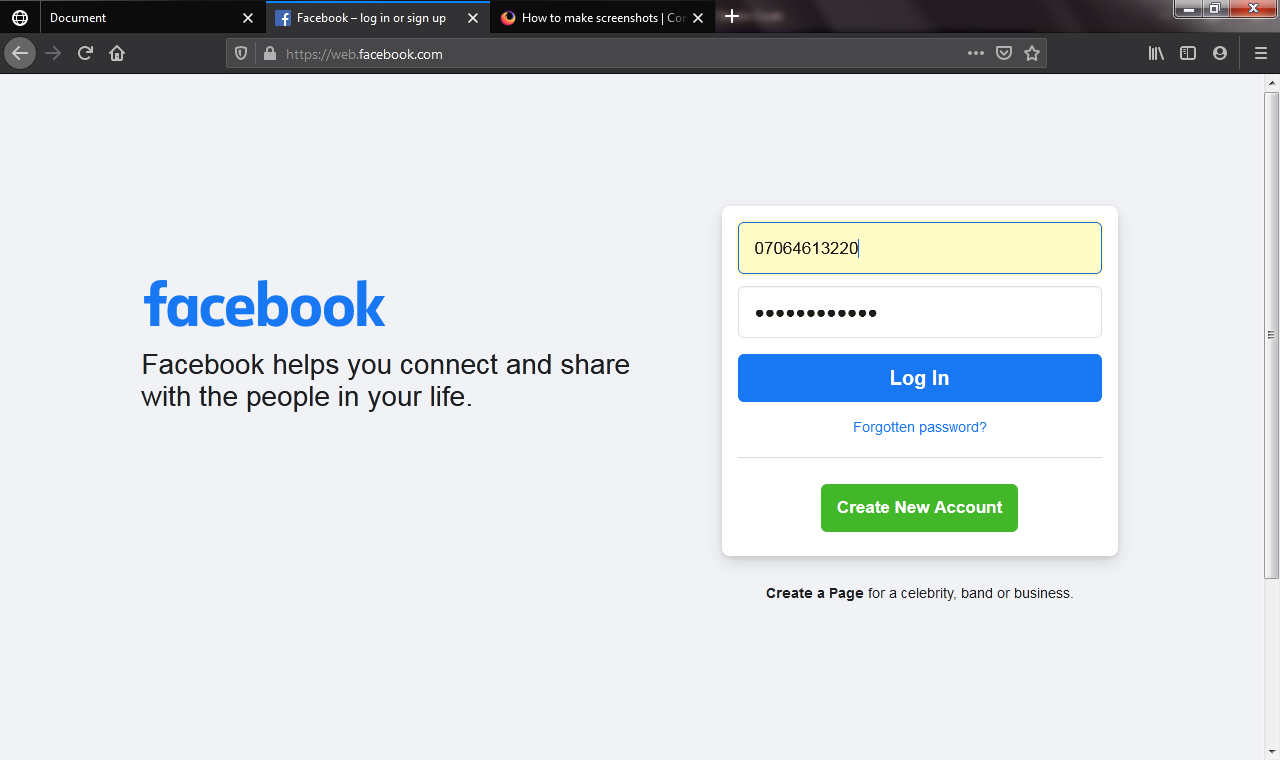 Document
Facebook – log in or sign up
How to make screenshots | Co
https://web.facebook.com
07064613220
••••••••••••
facebook
Log In
Facebook helps you connect and share
with the people in your life.
Forgotten password?
Create New Account
Create a Page for a celebrity, band or business.